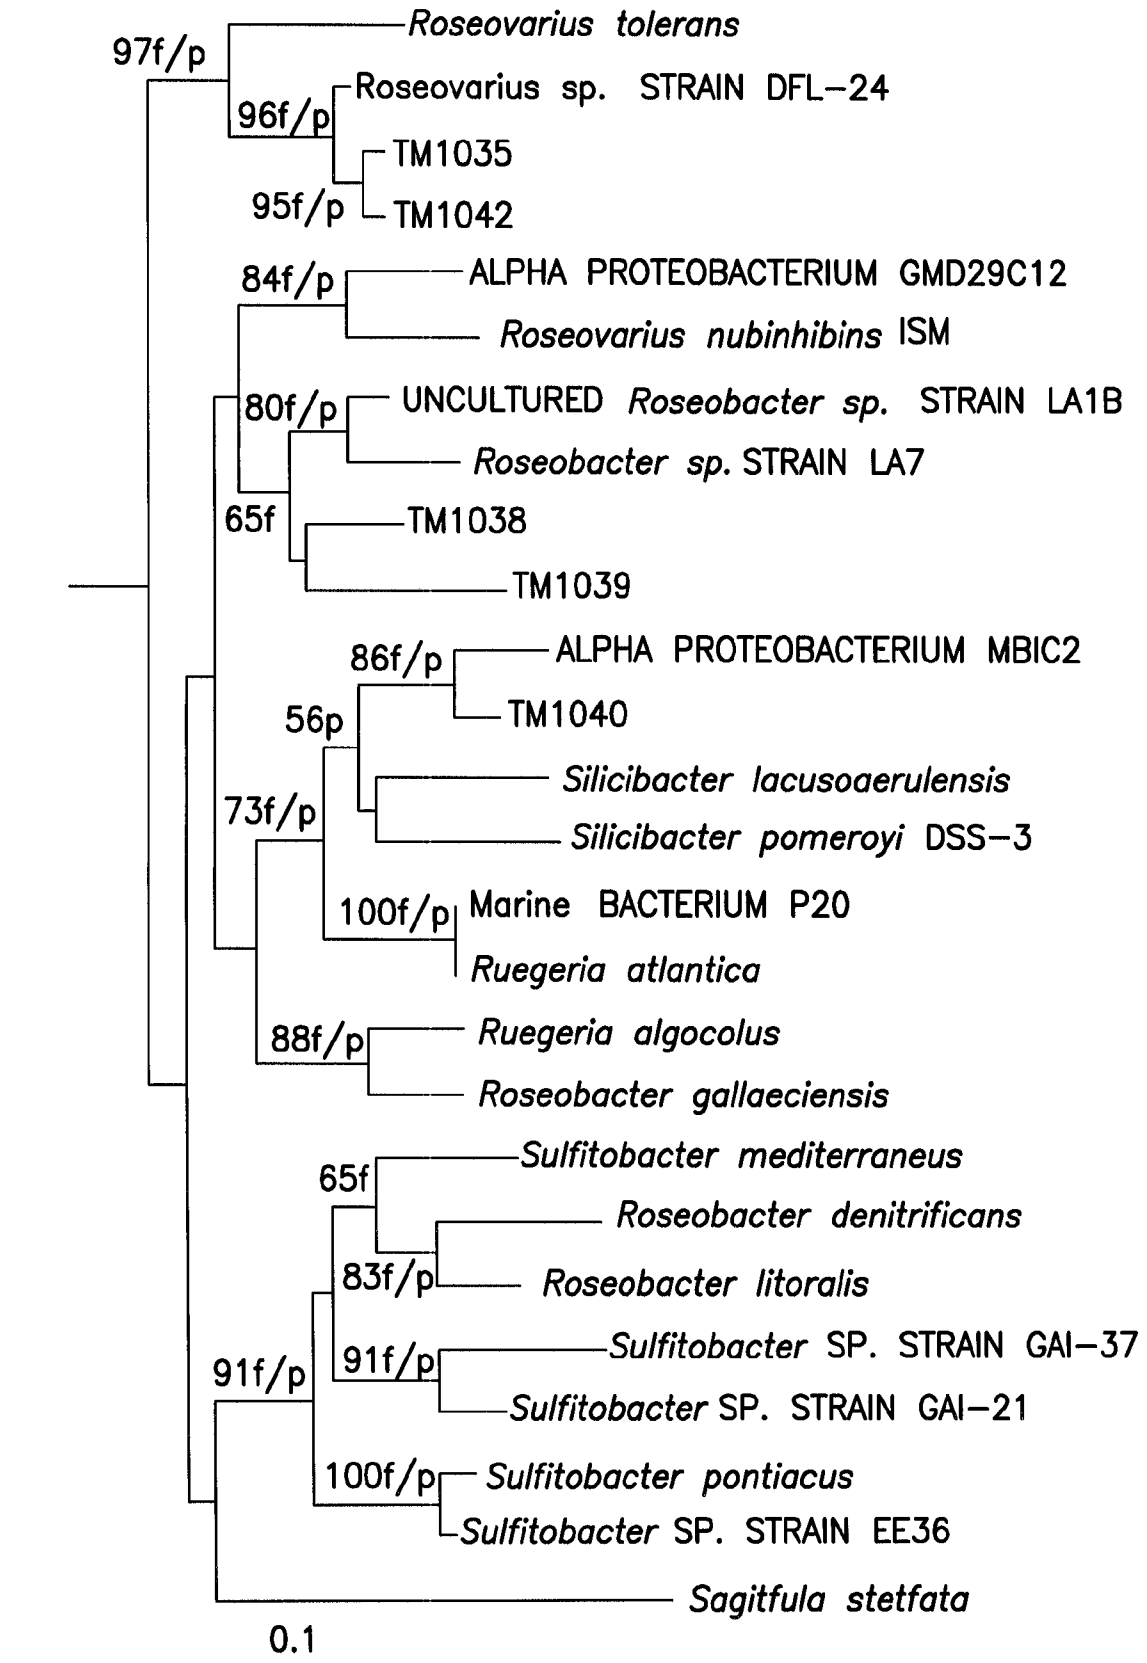 Roseovarius tolerans
97f/p
Roseovarius sp. STRAIN DFL-24
96f/p
TM1035
95f/p
TM1042
84f/p
ALPHA PROTEOBACTERIUM GMD29C12
Roseovarius nubinhibins ISM
80f/p
UNCULTURED Roseobacter sp. STRAIN LA1B
Roseobacter sp. STRAIN LA7
65f
TM1038
TM1039
86f/p
ALPHA PROTEOBACTERIUM MBIC2
TM1040
56p
Silicibacter lacusoaerulensis
73f/p
Silicibacter pomeroyi DSS-3
100f/p
Marine BACTERIUM P20
Ruegeria atlantica
Ruegeria algocolus
88f/p
Roseobacter gallaeciensis
Sulfitobacter mediterraneus
65f
Roseobacter denitrificans
83f/p
Roseobacter litoralis
Sulfitobacter SP. STRAIN GAI-37
91f/p
91f/p
Sulfitobacter SP. STRAIN GAI-21
100f/p
Sulfitobacter pontiacus
Sulfitobacter SP. STRAIN EE36
Sagitfula stetfata
0.1